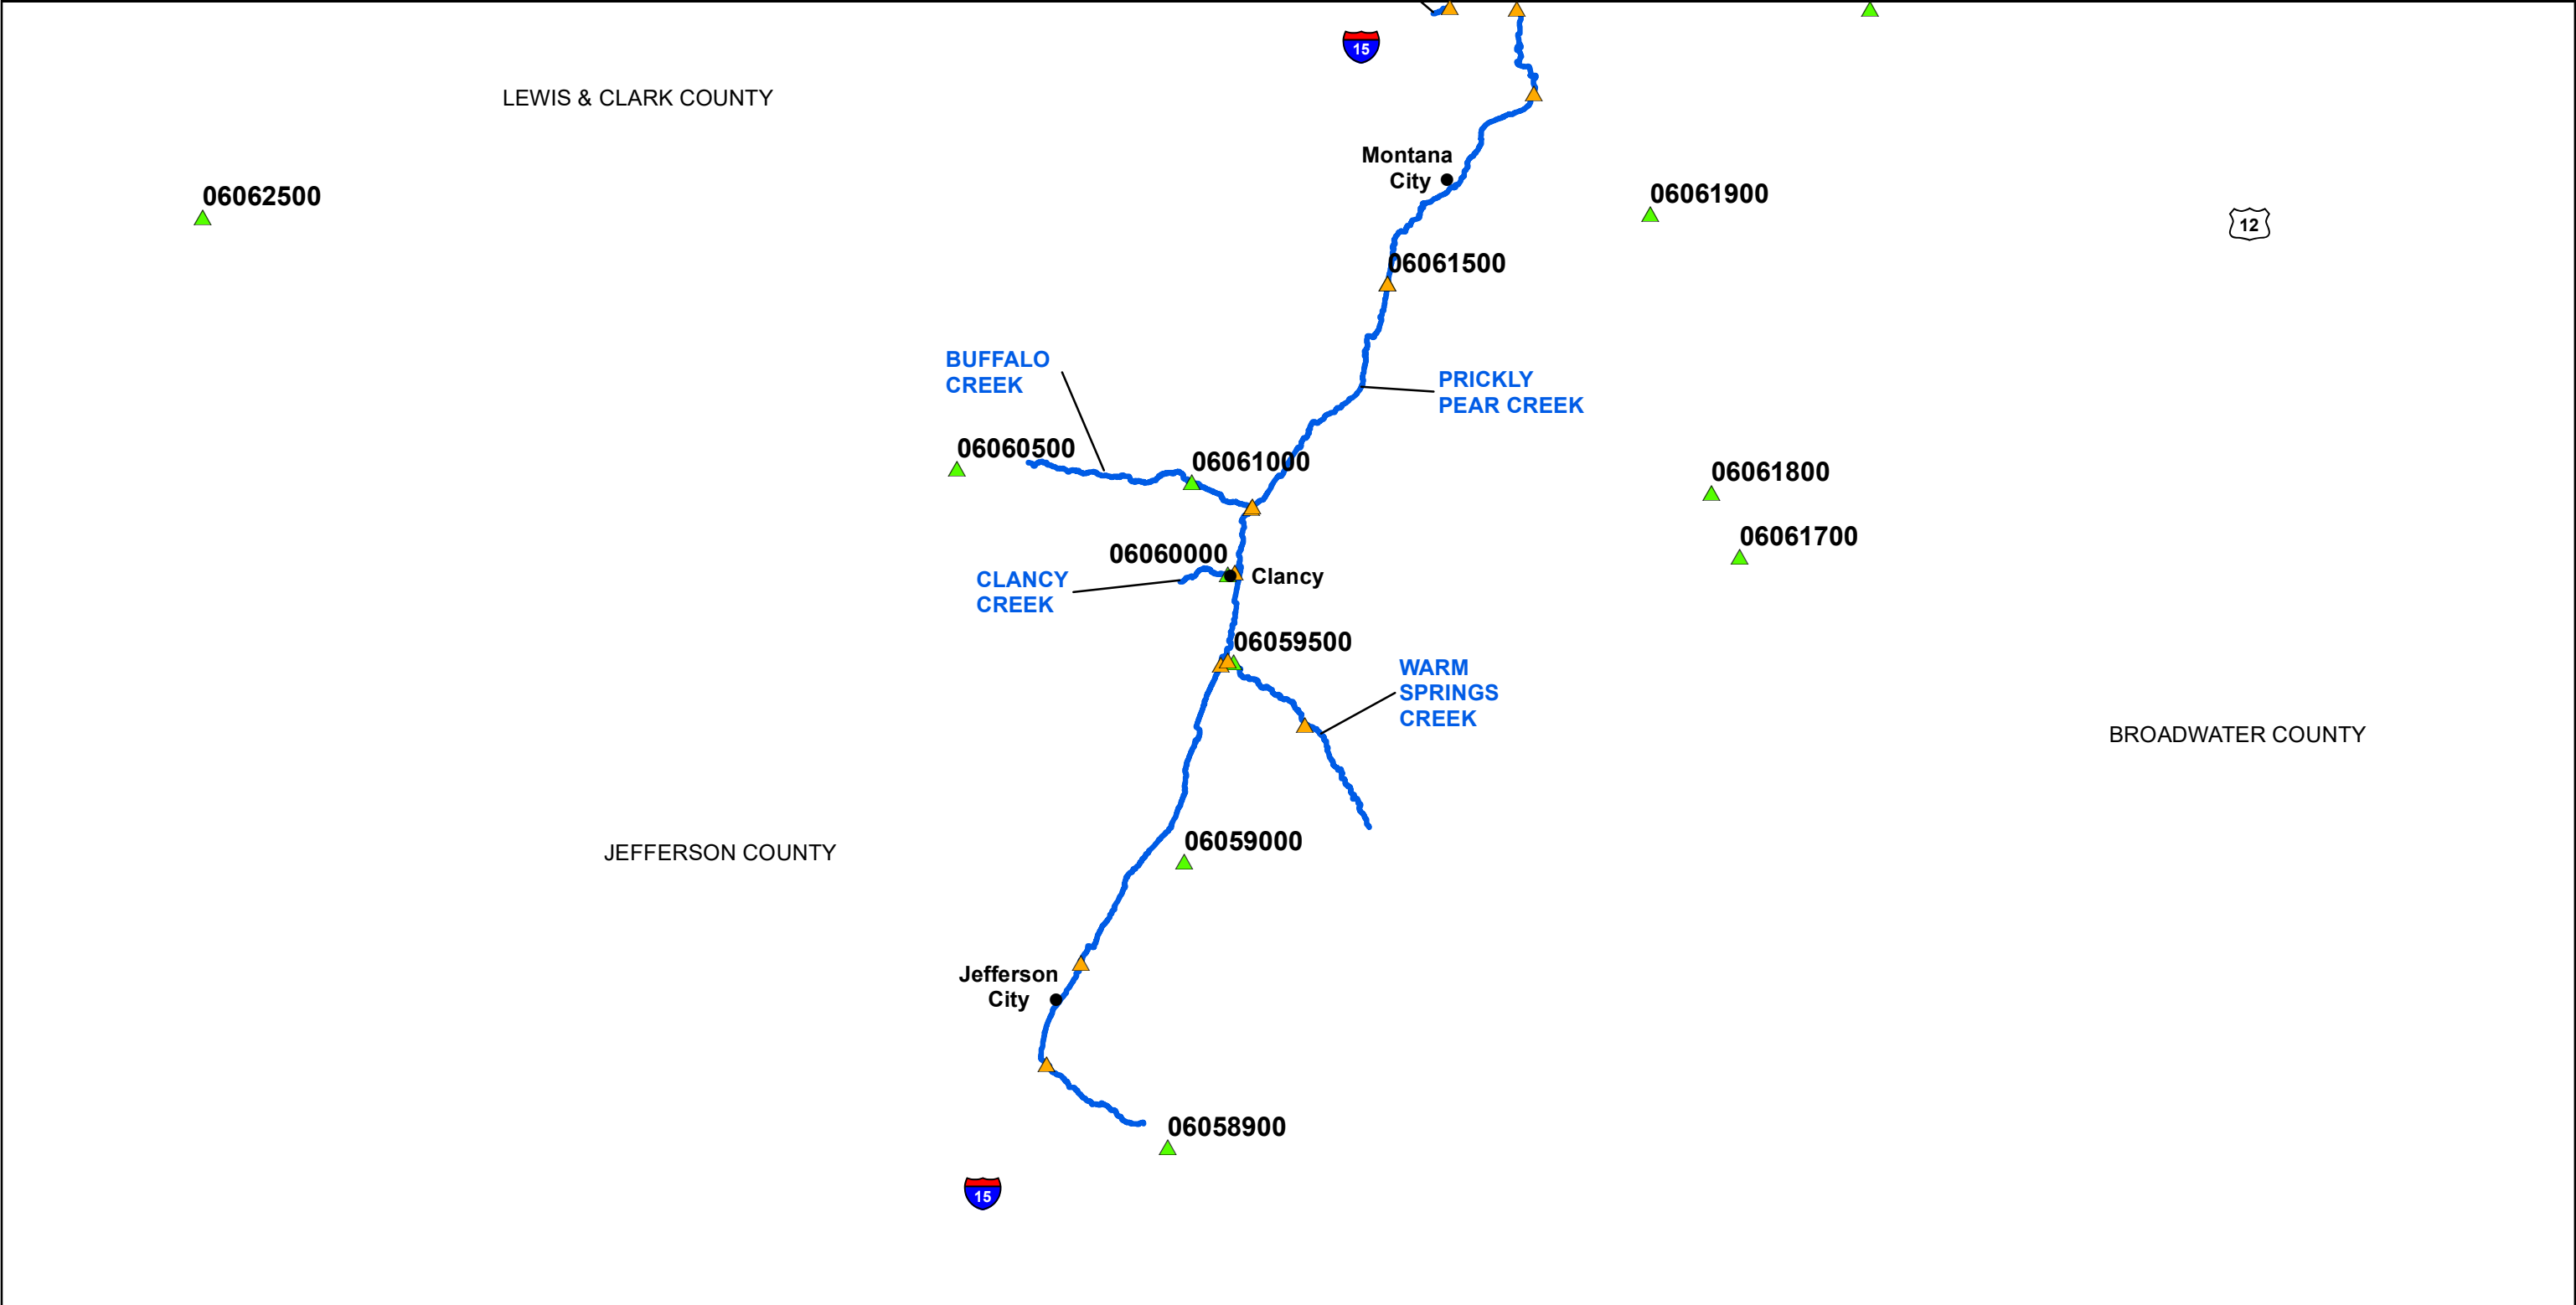 15
LEWIS & CLARK COUNTY
Montana
City
06062500
06061900
12
06061500
BUFFALO
CREEK
PRICKLY
PEAR CREEK
06060500
06061000
06061800
06061700
06060000
CLANCY
CREEK
Clancy
06059500
WARM
SPRINGS
CREEK
BROADWATER COUNTY
06059000
JEFFERSON COUNTY
Jefferson
City
06058900
15